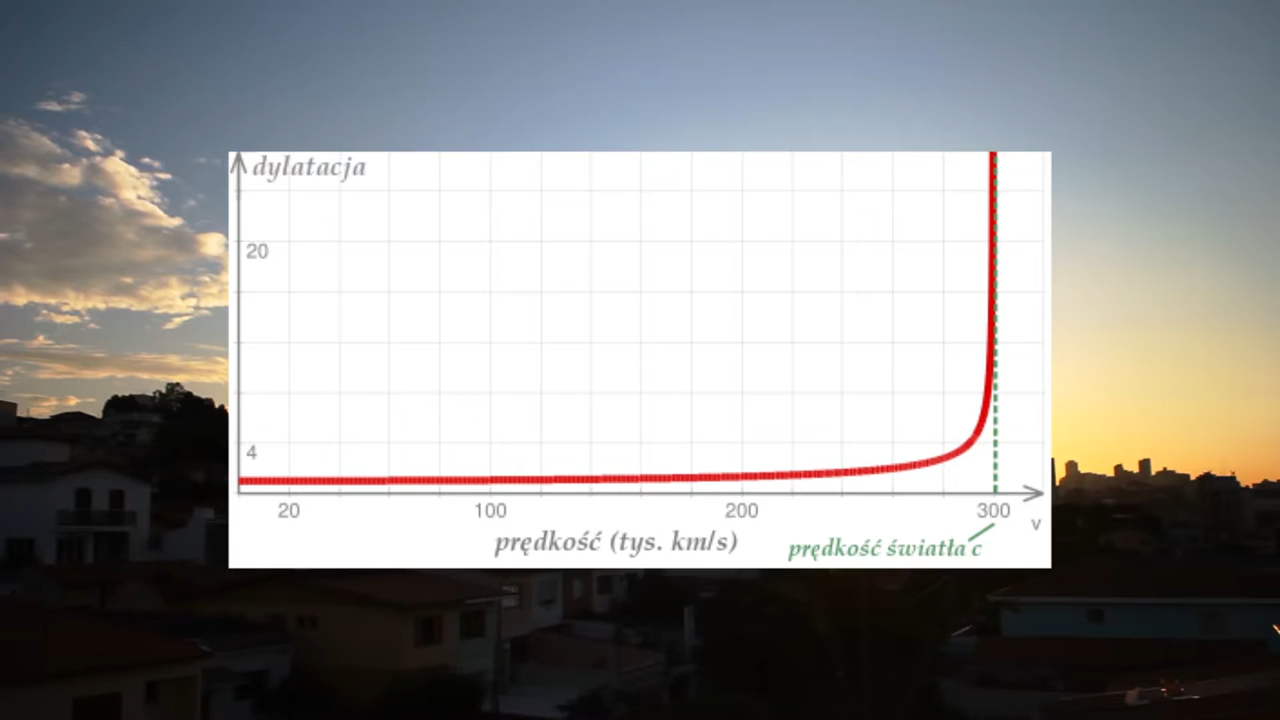 dylatacja
20
4
20 100 200 300
v
prędkość (tys. km/s)
prędkość światła c